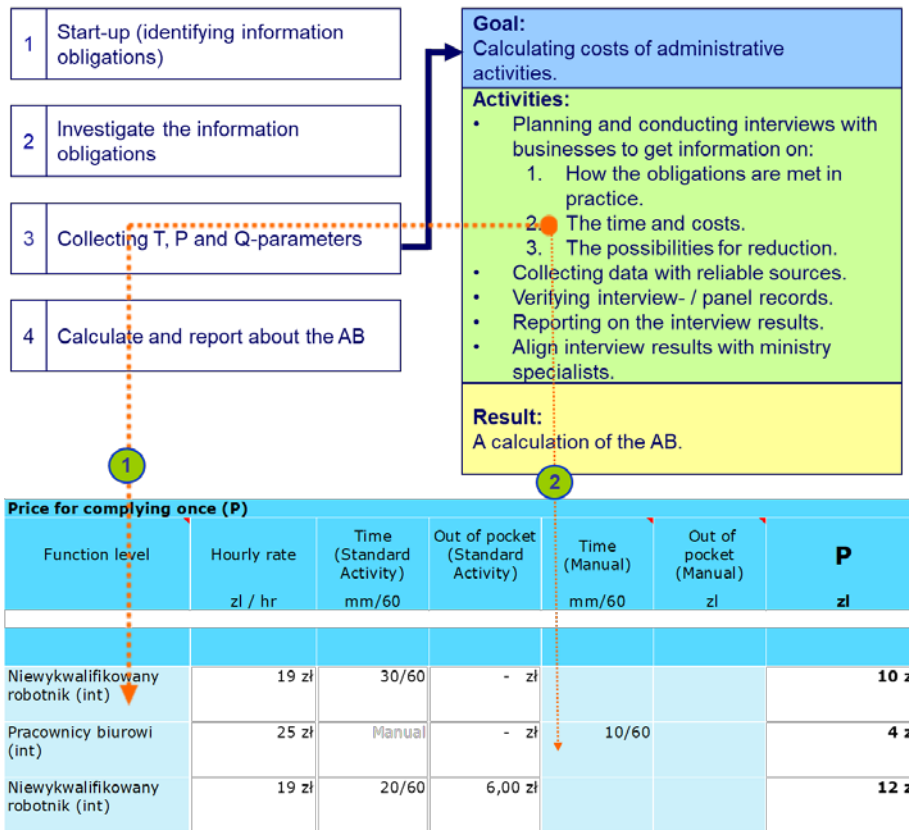 1
Start-up (identifying information
obligations)
2
Investigate the information
obligations
3
Collecting T, P and Q-parameters
4
Calculate and report about the AB
Goal:
Calculating costs of administrative
activities.
Activities:
• Planning and conducting interviews with
businesses to get information on:
1. How the obligations are met in
practice.
2. The time and costs.
3. The possibilities for reduction.
• Collecting data with reliable sources.
• Verifying interview- / panel records.
• Reporting on the interview results.
• Align interview results with ministry
specialists.
Result:
A calculation of the AB.
1
2
Price for complying once (P)
Function level
Hourly rate
zl / hr
Time
(Standard
Activity)
mm/60
Out of pocket
(Standard
Activity)
Time
(Manual)
mm/60
Out of
pocket
(Manual)
zl
P
zl
Niewykwalifikowany
robotnik (int)
19 zł
30/60
- zł
10 z
Pracownicy biurowi
(int)
25 zł
Manual
- zł
10/60
4 z
Niewykwalifikowany
robotnik (int)
19 zł
20/60
6,00 zł
12 z